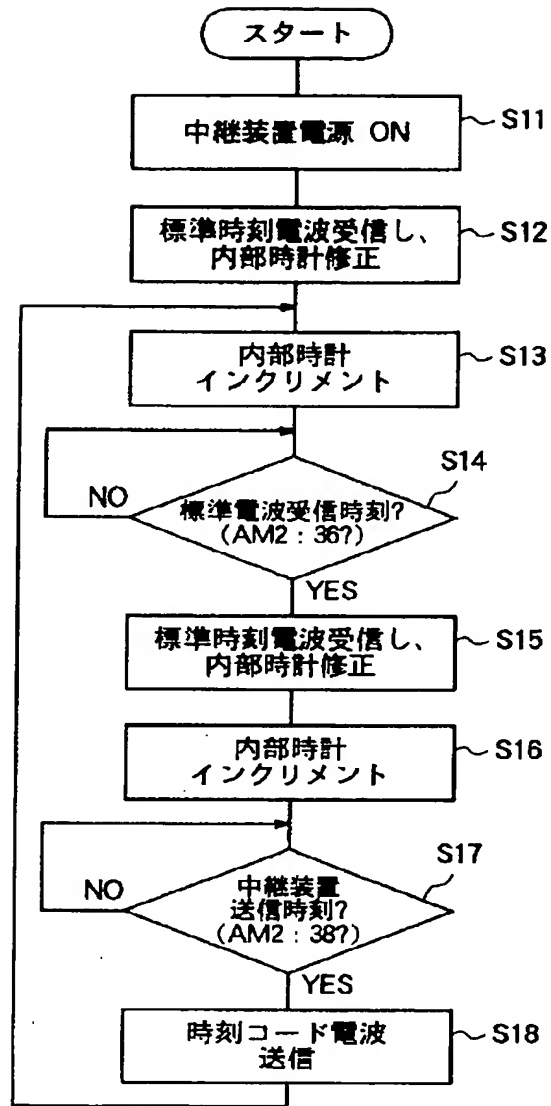 スタート
中継装置電源 ON
S11
標準時刻電波受信し、
内部時計修正
S12
内部時計
インクリメント
S13
S14
NO
標準電波受信時刻?
(AM2:36?)
YES
標準時刻電波受信し、
内部時計修正
S15
内部時計
インクリメント
S16
S17
NO
中継装置
送信時刻?
(AM2:38?)
YES
時刻コード電波
送信
S18